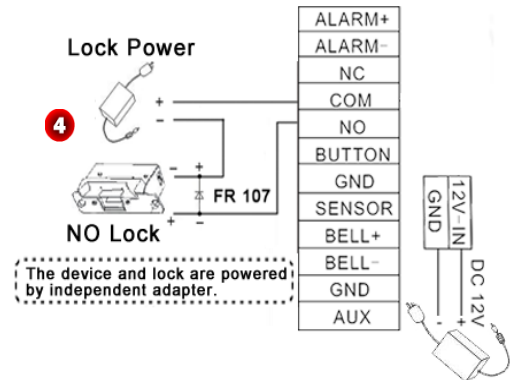 Lock Power
4
+
-
NO Lock
- +
+ -
FR 107
The device and lock are powered
by independent adapter.
ALARM+
ALARM-
NC
COM
NO
BUTTON
GND
SENSOR
BELL+
BELL-
GND
AUX
GND
12V-IN
- +
DC 12V